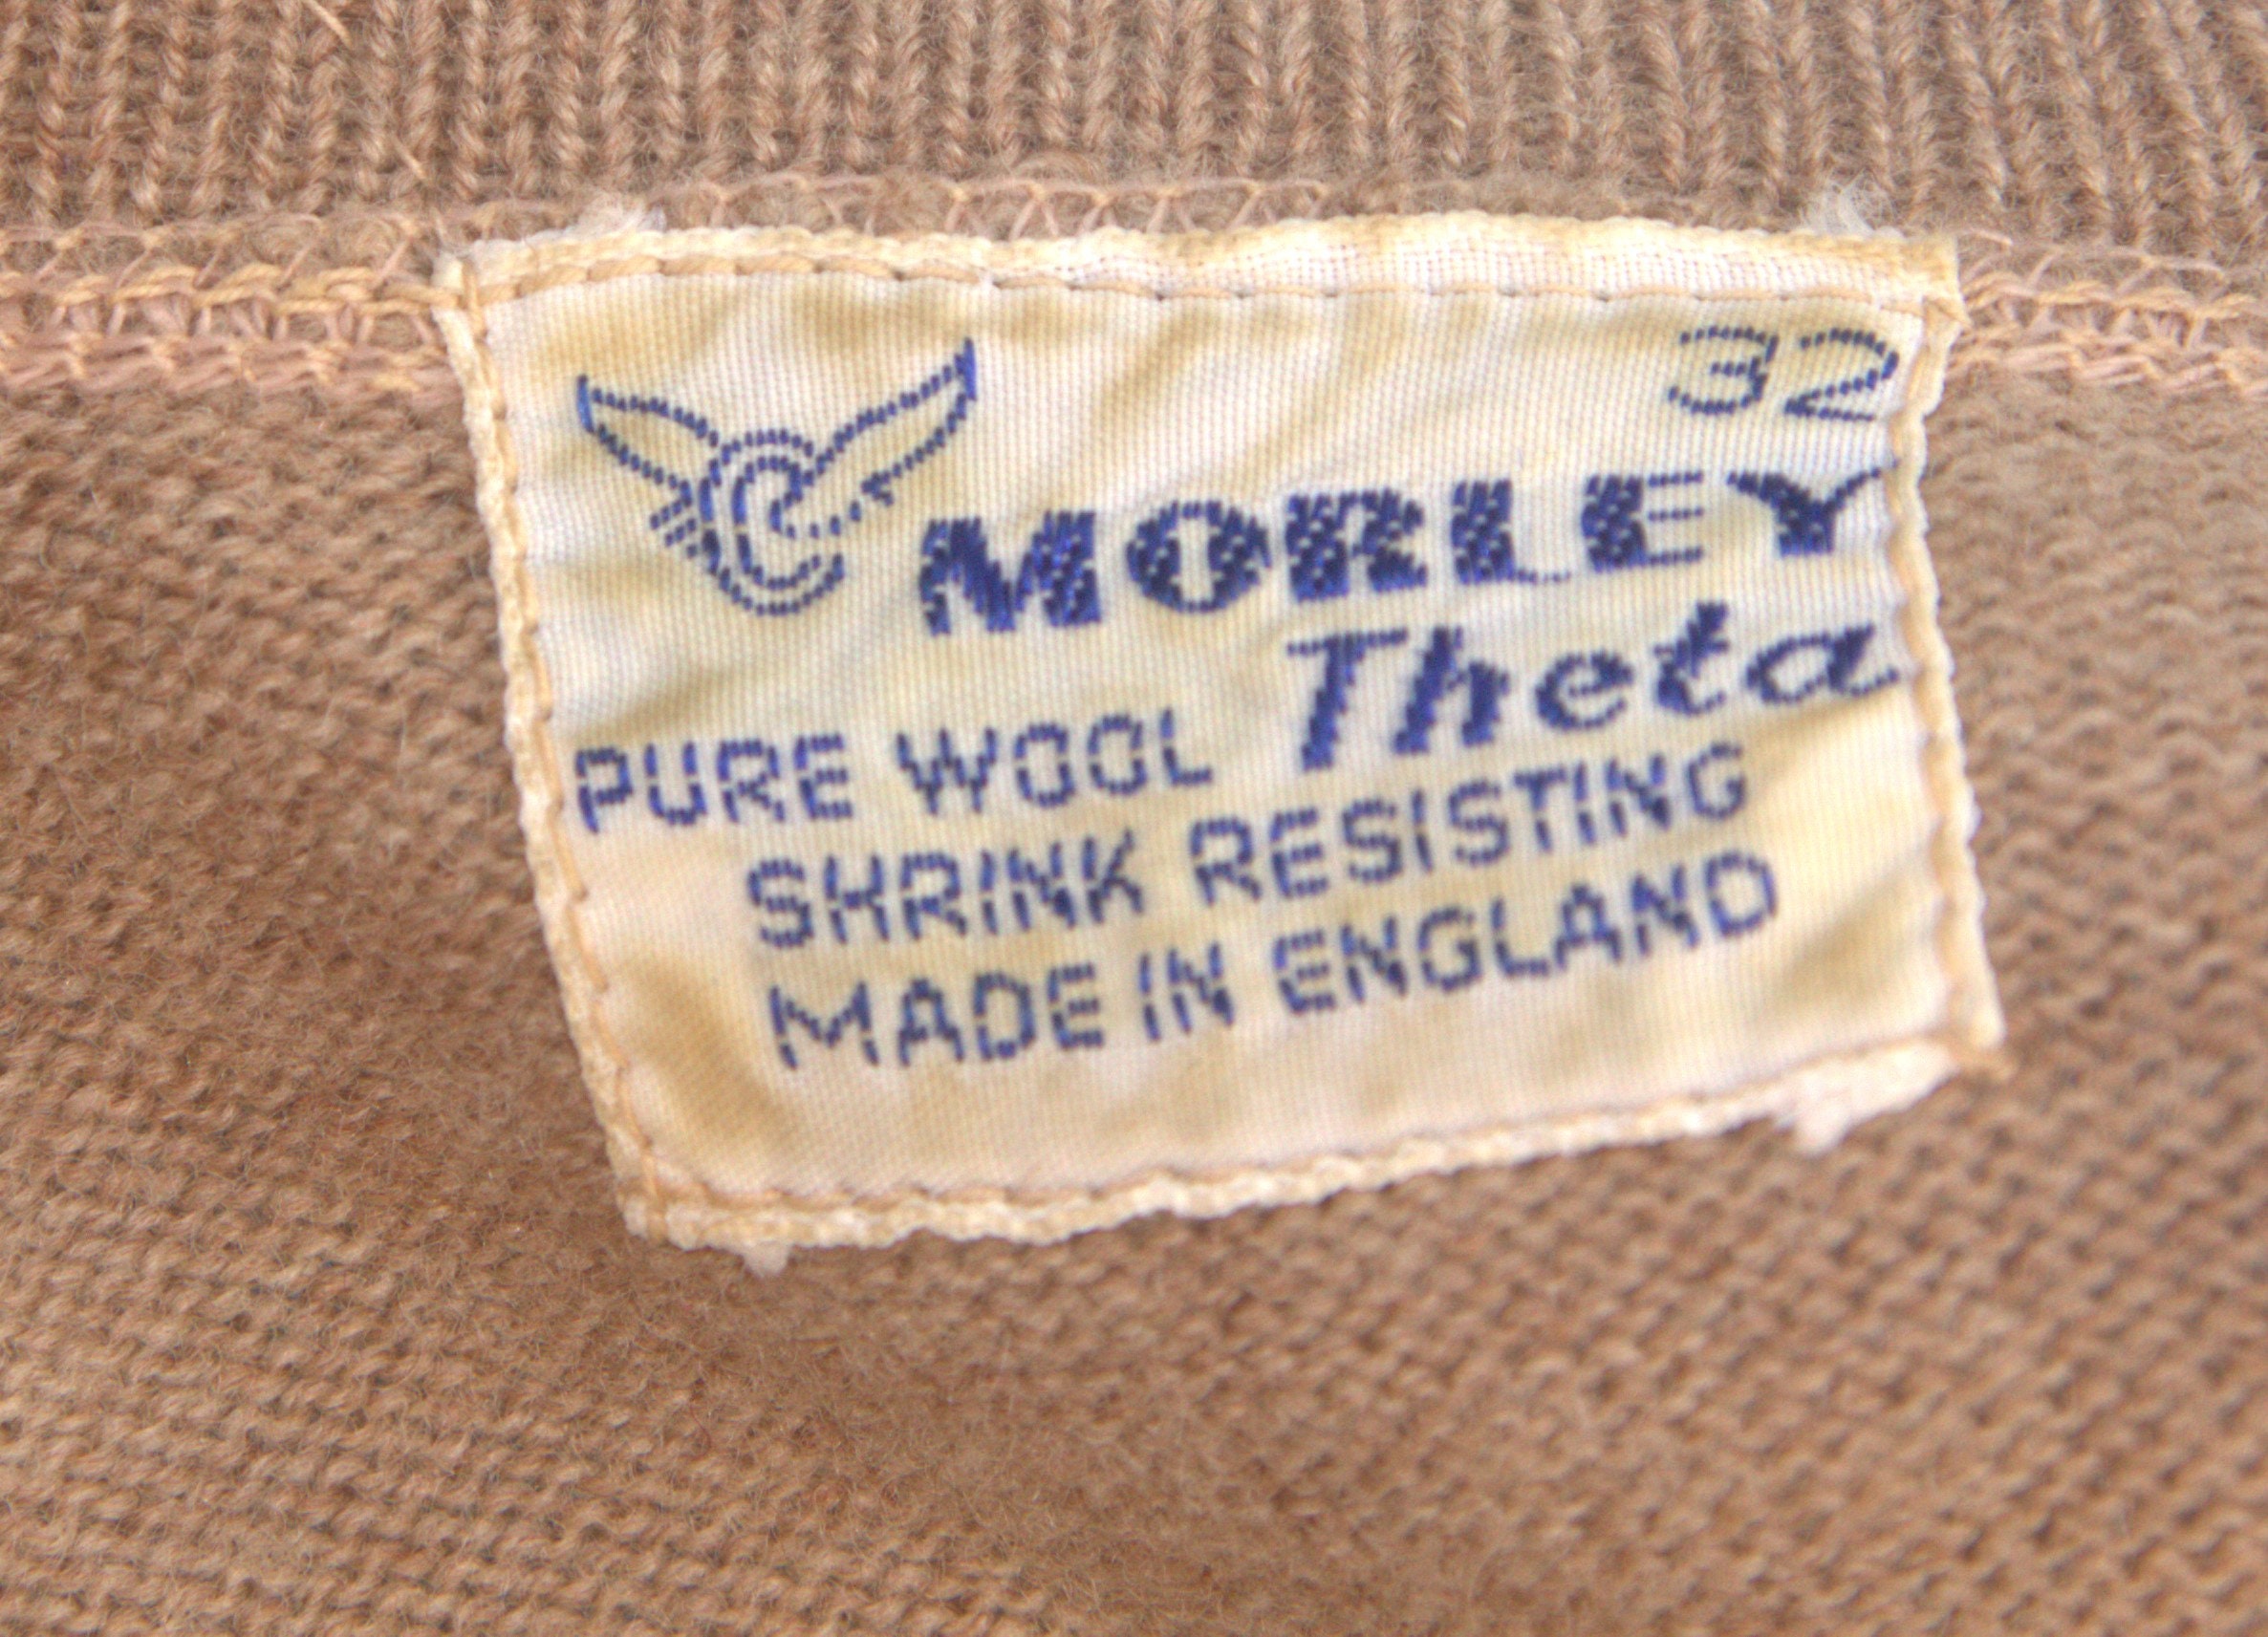 32
MORLEY
Theta
PURE WOOL
SHRINK RESISTING
MADE IN ENGLAND